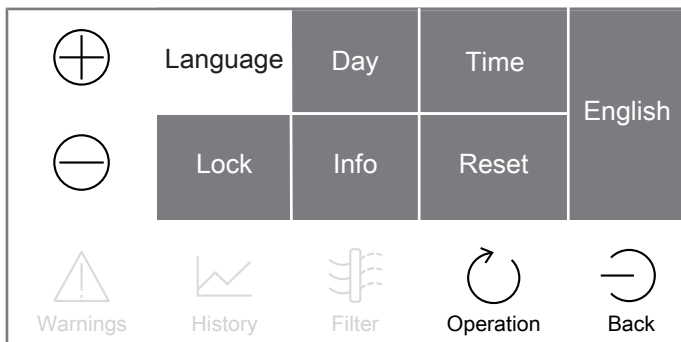 Language
Day
Time
English
Lock
Info
Reset
Warnings
History
Filter
Operation
Back